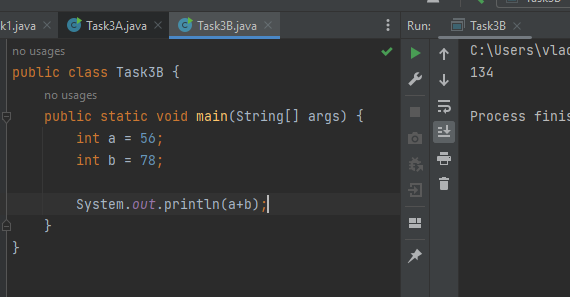 k1.java Task3A.java Task3B.java
Run: Task3B
no usages
public class Task3B {
no usages
public static void main(String[] args) {
int a = 56;
int b = 78;
System.out.println(a+b);
}
}
C:\Users\vlad
134
Process finis